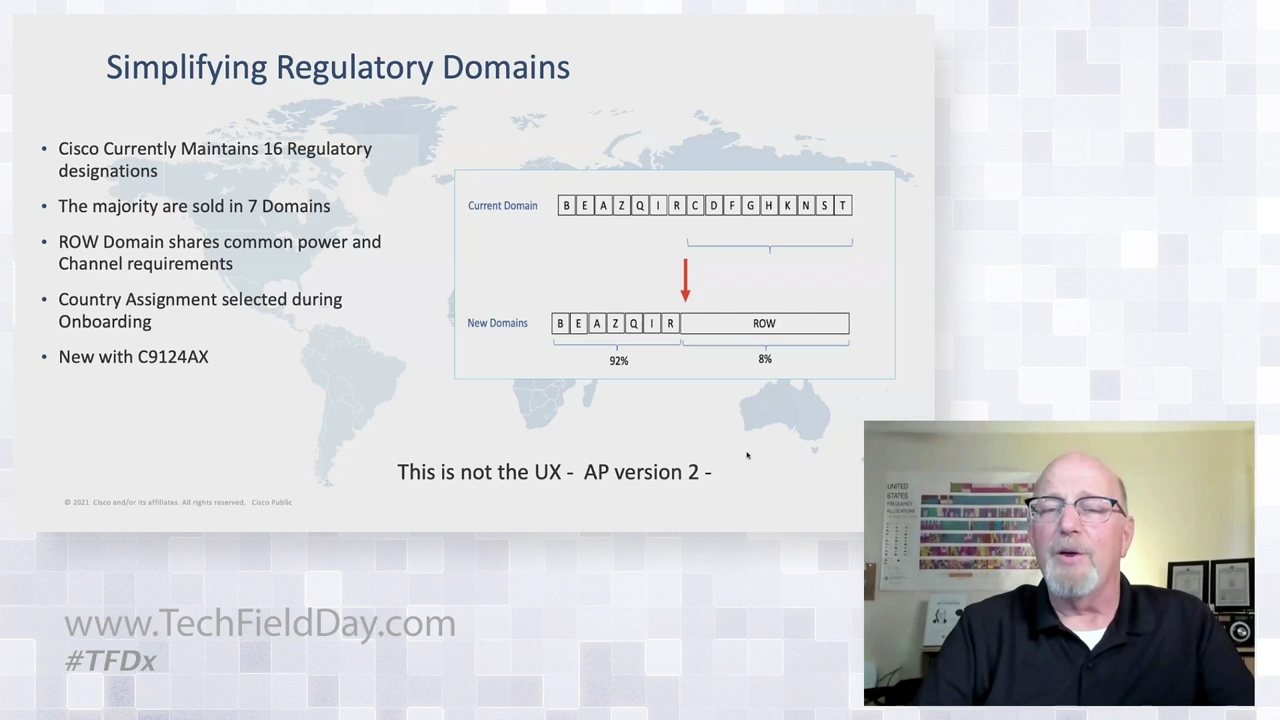 Simplifying Regulatory Domains
• Cisco Currently Maintains 16 Regulatory
designations
• The majority are sold in 7 Domains
• ROW Domain shares common power and
Channel requirements
• Country Assignment selected during
Onboarding
• New with C9124AX
Current Domain B E A Z Q I R C D F G H K N S T
New Domains B E A Z Q I R ROW
92% 8%
This is not the UX - AP version 2 -
© 2021 Cisco and/or its affiliates. All rights reserved. Cisco Public
UNITED
STATES
FREQUENCY
ALLOCATIONS
www.TechFieldDay.com
#TFDx